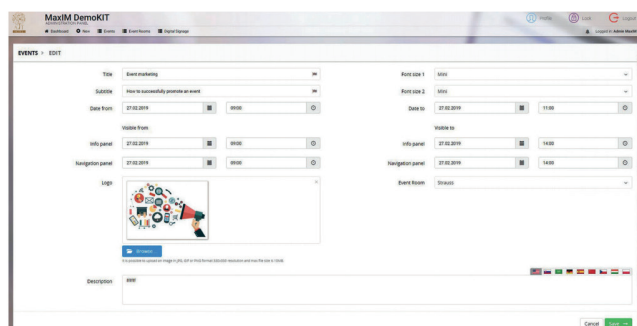 MaxIM DemoKIT
ADMINISTRATION PANEL
Profile
Lock
Logout
Dashboard
New
Events
Event Rooms
Digital Signage
Logged in: Admin MaxIM
EVENTS > EDIT
Title Event marketing Font size 1 Mini
Subtitle How to successfully promote an event Font size 2 Mini
Date from 27.02.2019 09:00 Date to 27.02.2019 11:00
Visible from Visible to
Info panel 27.02.2019 09:00 Info panel 27.02.2019 14:00
Navigation panel 27.02.2019 09:00 Navigation panel 27.02.2019 14:00
Logo Event Room Strauss
Description
Cancel Save